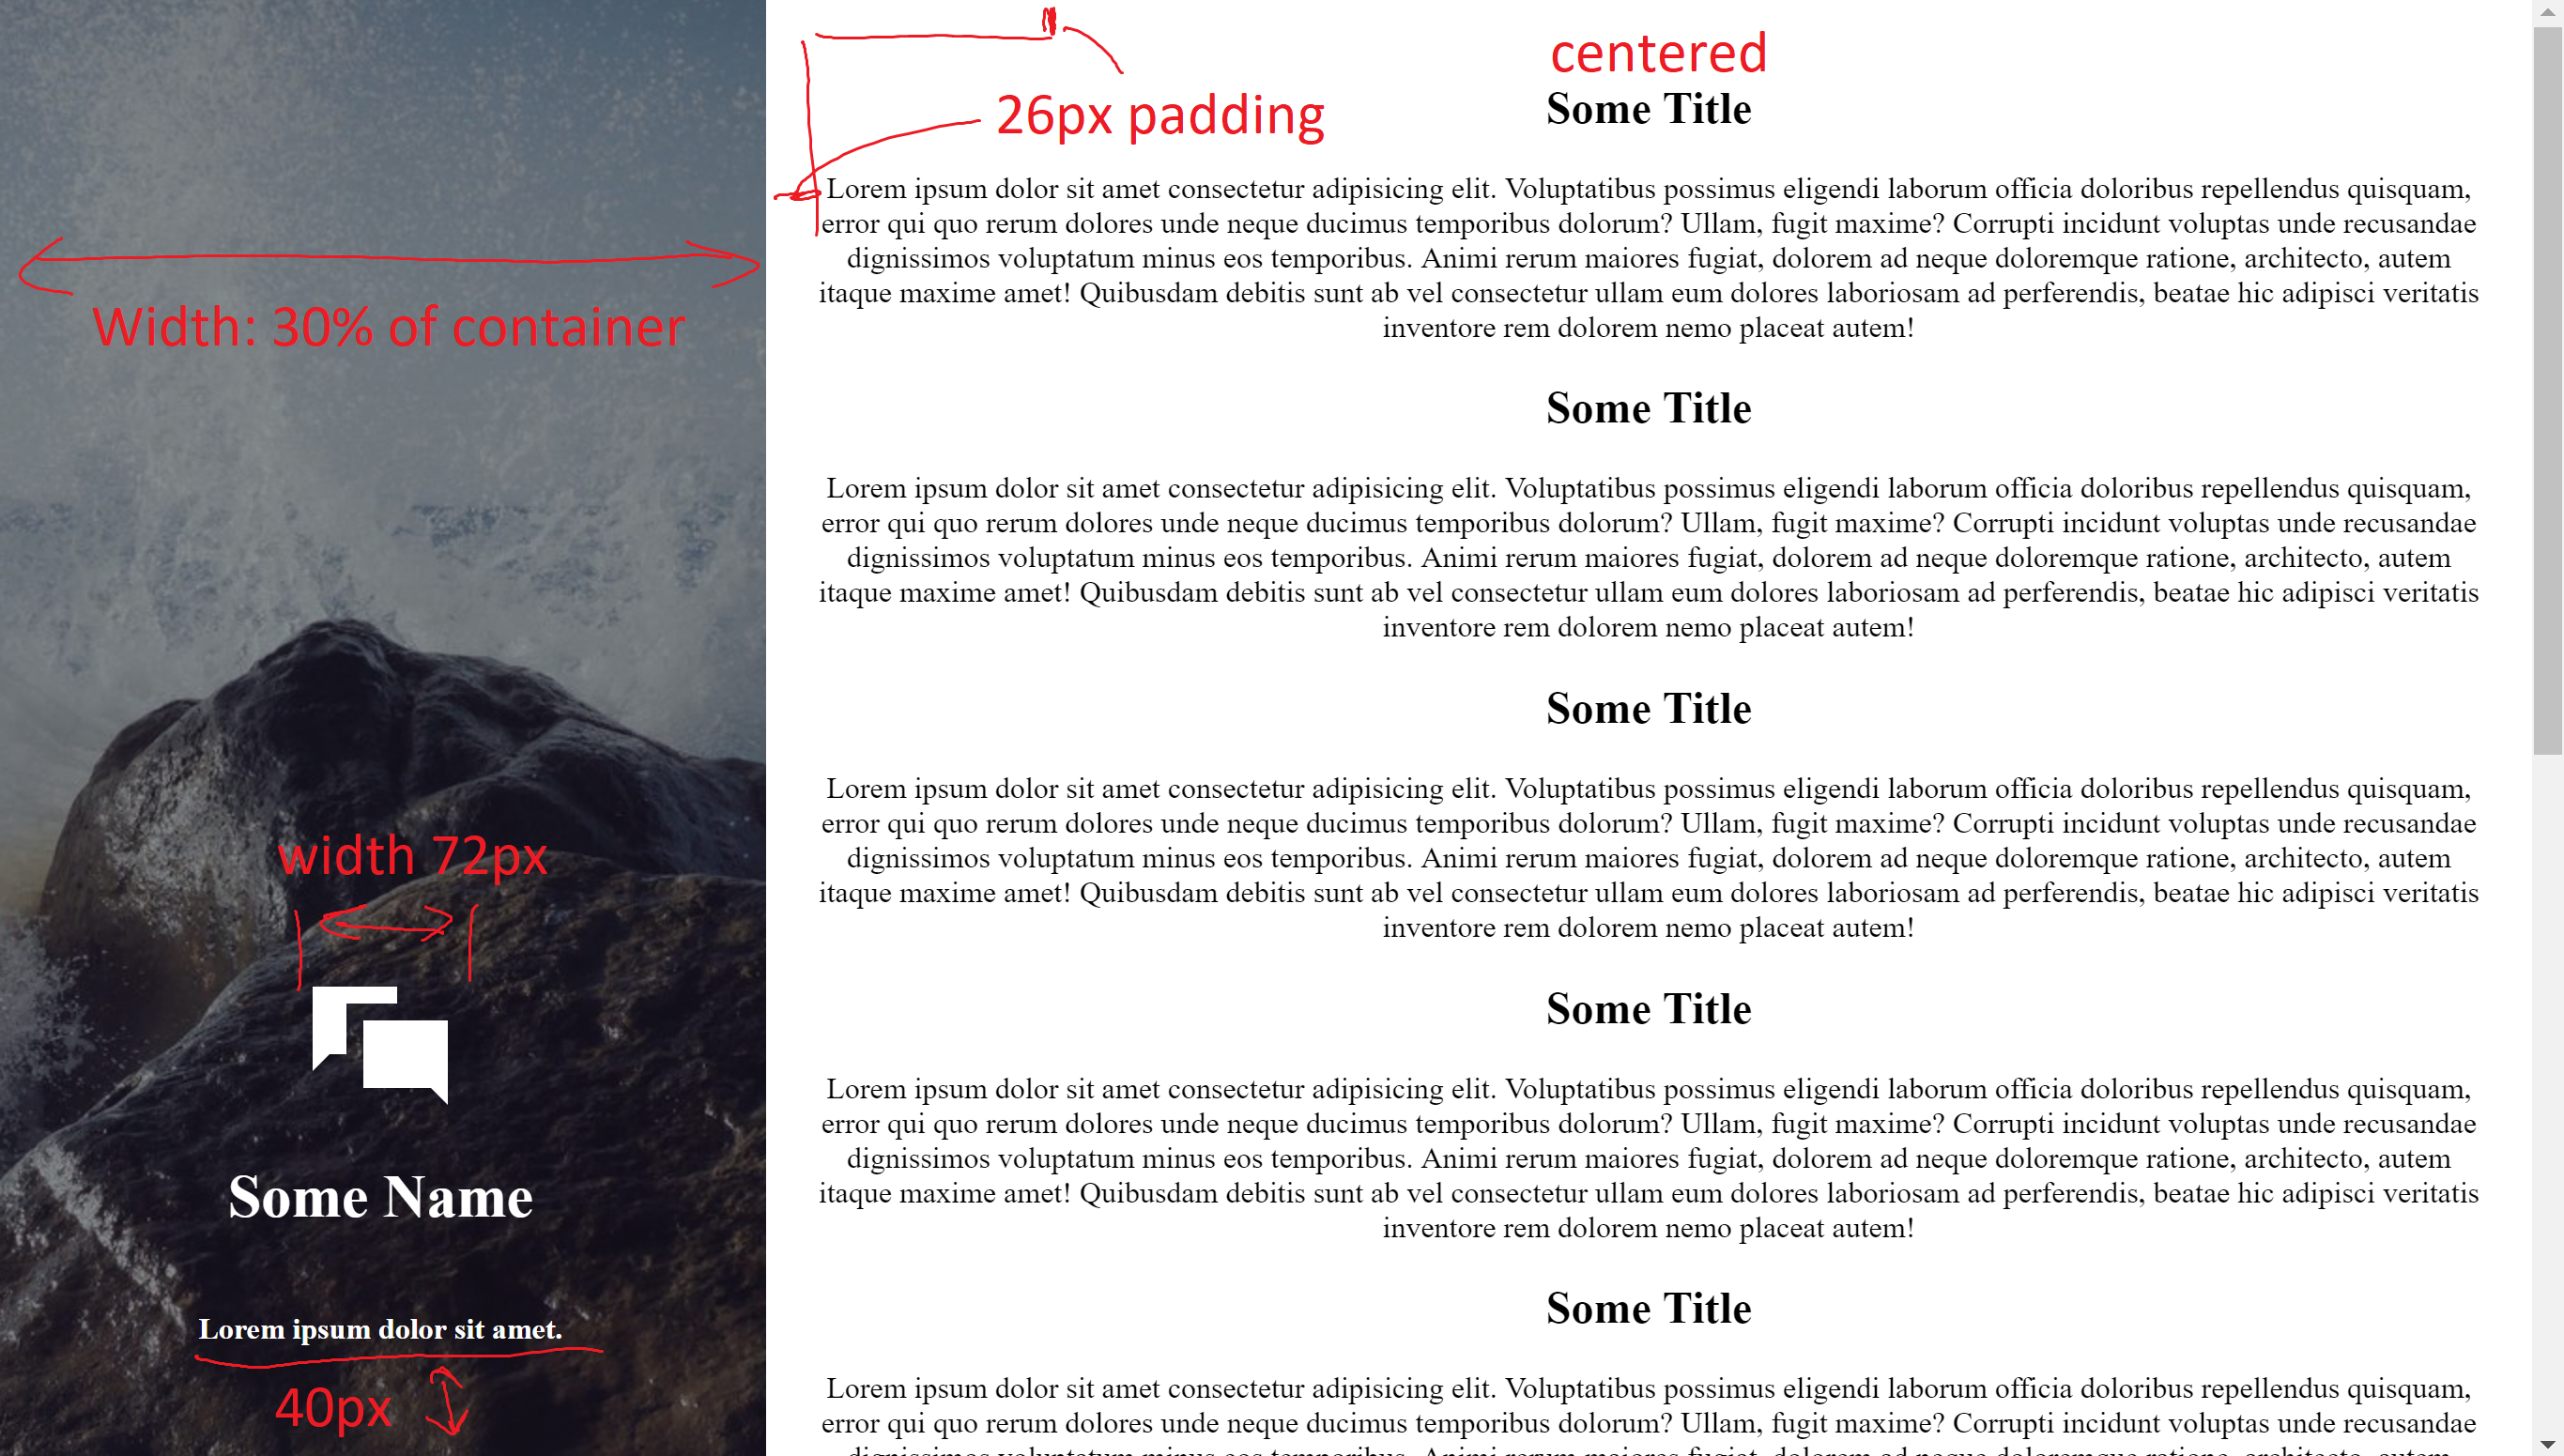 Width: 30% of container
width 72px
Some Name
Lorem ipsum dolor sit amet.
40px
26px padding
centered
Some Title
Lorem ipsum dolor sit amet consectetur adipisicing elit. Voluptatibus possimus eligendi laborum officia doloribus repellendus quisquam,
error qui quo rerum dolores unde neque ducimus temporibus dolorum? Ullam, fugit maxime? Corrupti incidunt voluptas unde recusandae
dignissimos voluptatum minus eos temporibus. Animi rerum maiores fugiat, dolorem ad neque doloremque ratione, architecto, autem
itaque maxime amet! Quibusdam debitis sunt ab vel consectetur ullam eum dolores laboriosam ad perferendis, beatae hic adipisci veritatis
inventore rem dolorem nemo placeat autem!
Some Title
Lorem ipsum dolor sit amet consectetur adipisicing elit. Voluptatibus possimus eligendi laborum officia doloribus repellendus quisquam,
error qui quo rerum dolores unde neque ducimus temporibus dolorum? Ullam, fugit maxime? Corrupti incidunt voluptas unde recusandae
dignissimos voluptatum minus eos temporibus. Animi rerum maiores fugiat, dolorem ad neque doloremque ratione, architecto, autem
itaque maxime amet! Quibusdam debitis sunt ab vel consectetur ullam eum dolores laboriosam ad perferendis, beatae hic adipisci veritatis
inventore rem dolorem nemo placeat autem!
Some Title
Lorem ipsum dolor sit amet consectetur adipisicing elit. Voluptatibus possimus eligendi laborum officia doloribus repellendus quisquam,
error qui quo rerum dolores unde neque ducimus temporibus dolorum? Ullam, fugit maxime? Corrupti incidunt voluptas unde recusandae
dignissimos voluptatum minus eos temporibus. Animi rerum maiores fugiat, dolorem ad neque doloremque ratione, architecto, autem
itaque maxime amet! Quibusdam debitis sunt ab vel consectetur ullam eum dolores laboriosam ad perferendis, beatae hic adipisci veritatis
inventore rem dolorem nemo placeat autem!
Some Title
Lorem ipsum dolor sit amet consectetur adipisicing elit. Voluptatibus possimus eligendi laborum officia doloribus repellendus quisquam,
error qui quo rerum dolores unde neque ducimus temporibus dolorum? Ullam, fugit maxime? Corrupti incidunt voluptas unde recusandae
dignissimos voluptatum minus eos temporibus. Animi rerum maiores fugiat, dolorem ad neque doloremque ratione, architecto, autem
itaque maxime amet! Quibusdam debitis sunt ab vel consectetur ullam eum dolores laboriosam ad perferendis, beatae hic adipisci veritatis
inventore rem dolorem nemo placeat autem!
Some Title
Lorem ipsum dolor sit amet consectetur adipisicing elit. Voluptatibus possimus eligendi laborum officia doloribus repellendus quisquam,
error qui quo rerum dolores unde neque ducimus temporibus dolorum? Ullam, fugit maxime? Corrupti incidunt voluptas unde recusandae